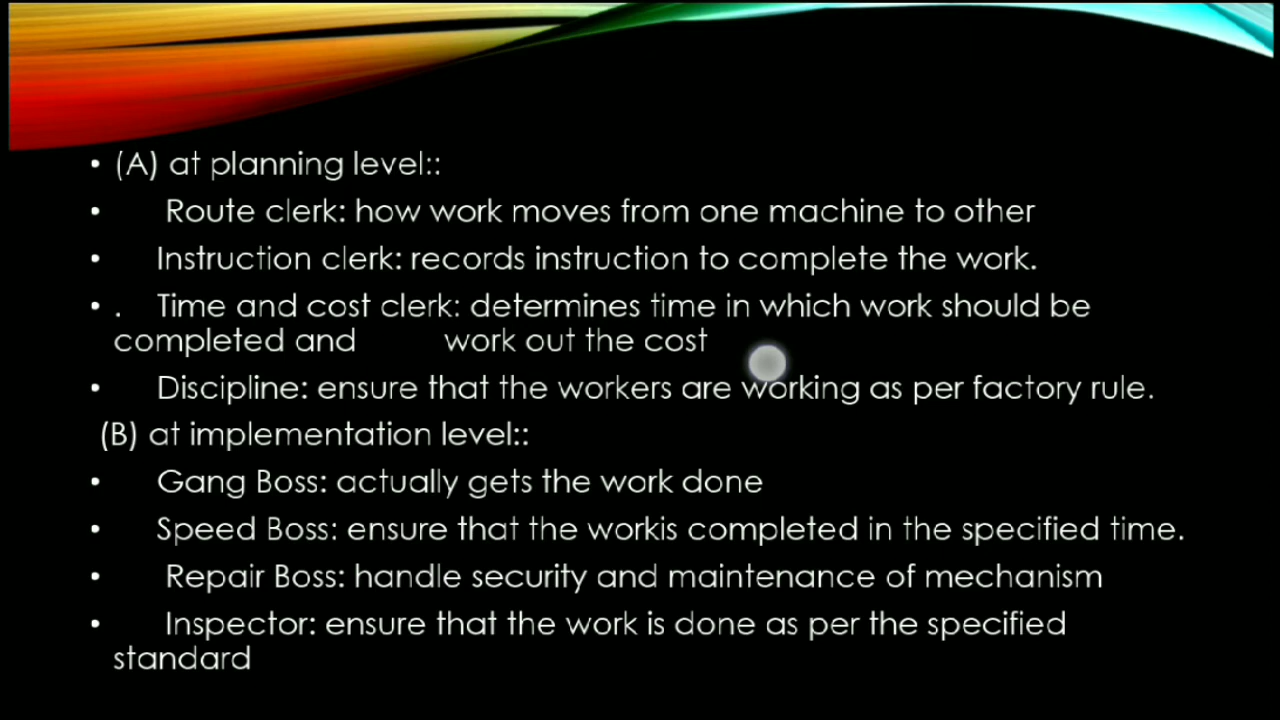 • (A) at planning level::
• Route clerk: how work moves from one machine to other
• Instruction clerk: records instruction to complete the work.
• . Time and cost clerk: determines time in which work should be
completed and work out the cost
• Discipline: ensure that the workers are working as per factory rule.
(B) at implementation level::
• Gang Boss: actually gets the work done
• Speed Boss: ensure that the workis completed in the specified time.
• Repair Boss: handle security and maintenance of mechanism
• Inspector: ensure that the work is done as per the specified
standard